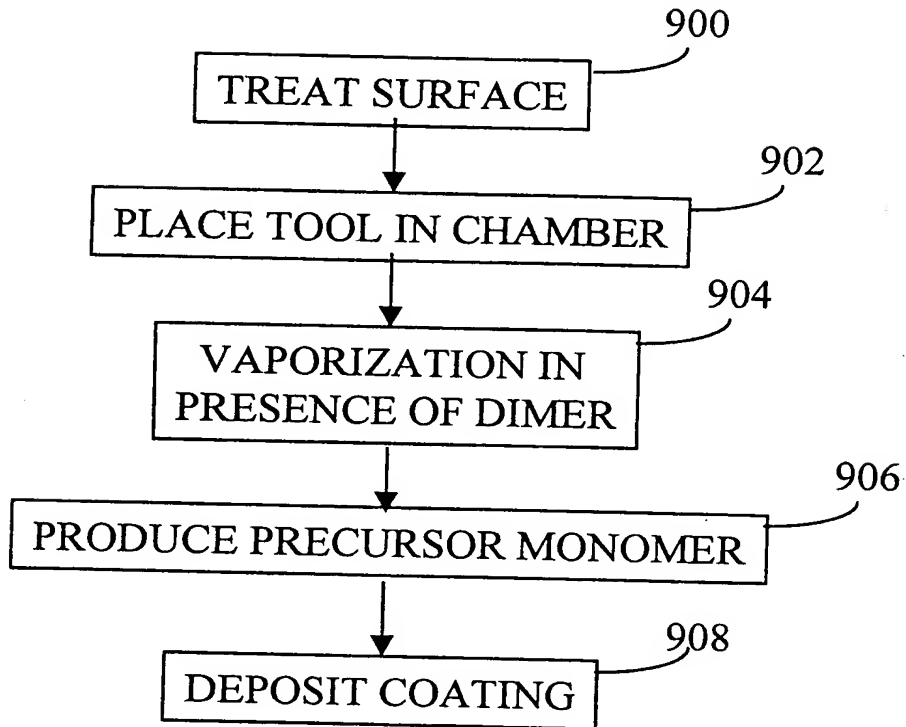 900
TREAT SURFACE
902
PLACE TOOL IN CHAMBER
904
VAPORIZATION IN
PRESENCE OF DIMER
906
PRODUCE PRECURSOR MONOMER
908
DEPOSIT COATING